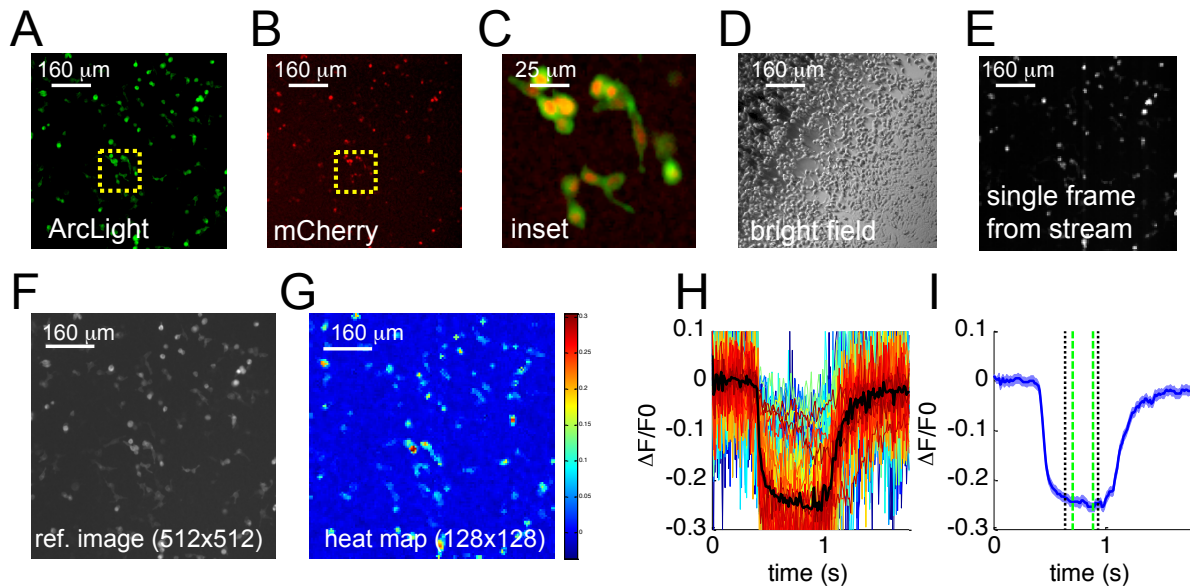 A
B
C
D
E
160 μm
160 μm
25 μm
160 μm
160 μm
ArcLight
mCherry
inset
bright field
single frame
from stream
F
G
H
I
160 μm
160 μm
ref. image (512x512)
heat map (128x128)
0.3
0.25
0.2
0.15
0.1
0.05
0
ΔF/F0
0.1
0
-0.1
-0.2
-0.3
0
1
time (s)
ΔF/F0
0.1
0
-0.1
-0.2
-0.3
0
1
time (s)